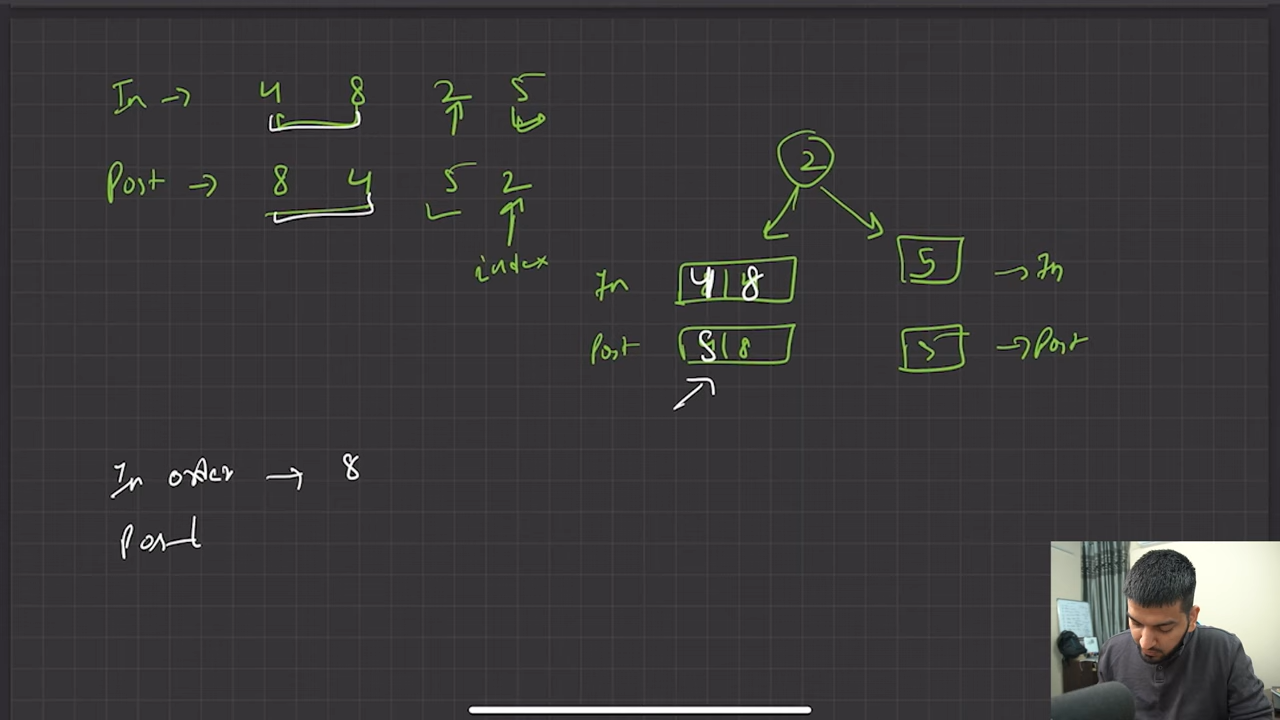 In → 4 8 2 5
Post → 8 4 5 2
index
2
In 4 8
5 → In
Post 8
5 → Post
In order → 8
Post